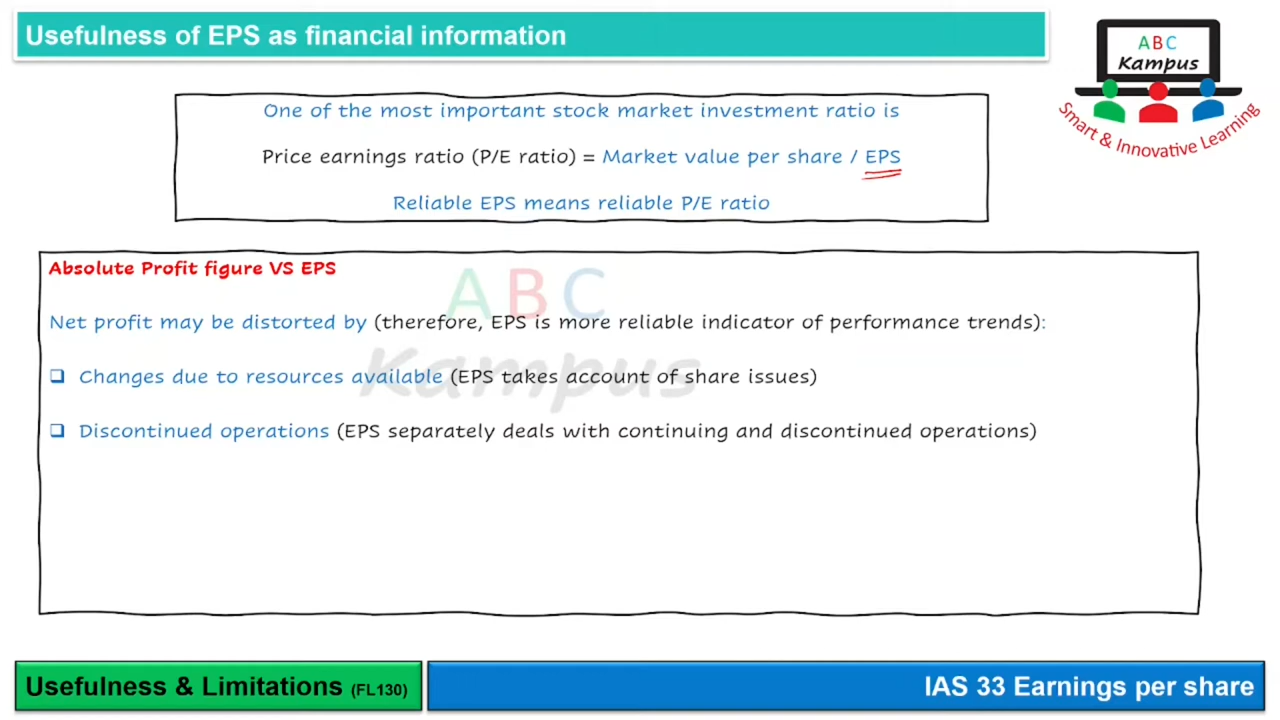 Usefulness of EPS as financial information
ABC
Kampus
Smart & Innovative Learning
One of the most important stock market investment ratio is
Price earnings ratio (P/E ratio) = Market value per share / EPS
Reliable EPS means reliable P/E ratio
Absolute Profit figure VS EPS
ABC
Kampus
Net profit may be distorted by (therefore, EPS is more reliable indicator of performance trends):
❑ Changes due to resources available (EPS takes account of share issues)
❑ Discontinued operations (EPS separately deals with continuing and discontinued operations)
Usefulness & Limitations (FL130)
IAS 33 Earnings per share